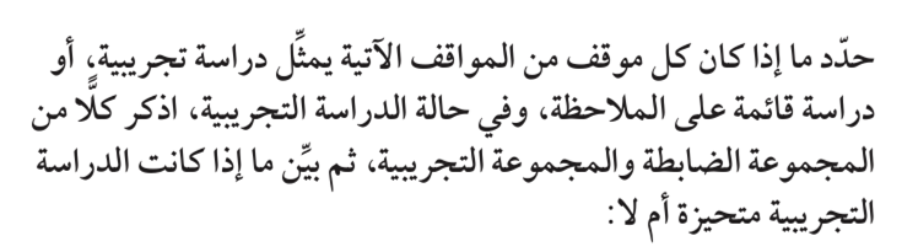 حدّد ما إذا كان كل موقف من المواقف الآتية يمثِّل دراسة تجريبية، أو
دراسة قائمة على الملاحظة، وفي حالة الدراسة التجريبية، اذكر كلًّا من
المجموعة الضابطة والمجموعة التجريبية، ثم بيِّن ما إذا كانت الدراسة
التجريبية متحيزة أم لا: